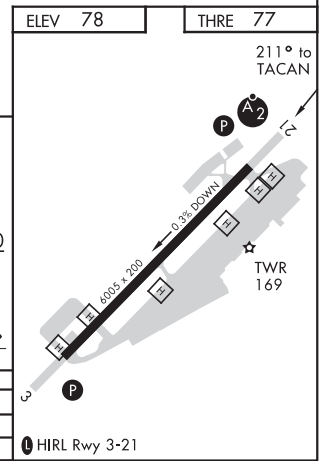 ELEV 78
THRE 77
211° to
TACAN
A2
P
21
H
H
0.3% DOWN
H
6005 x 200
TWR
169
H
H
H
3
P
L HIRL Rwy 3-21